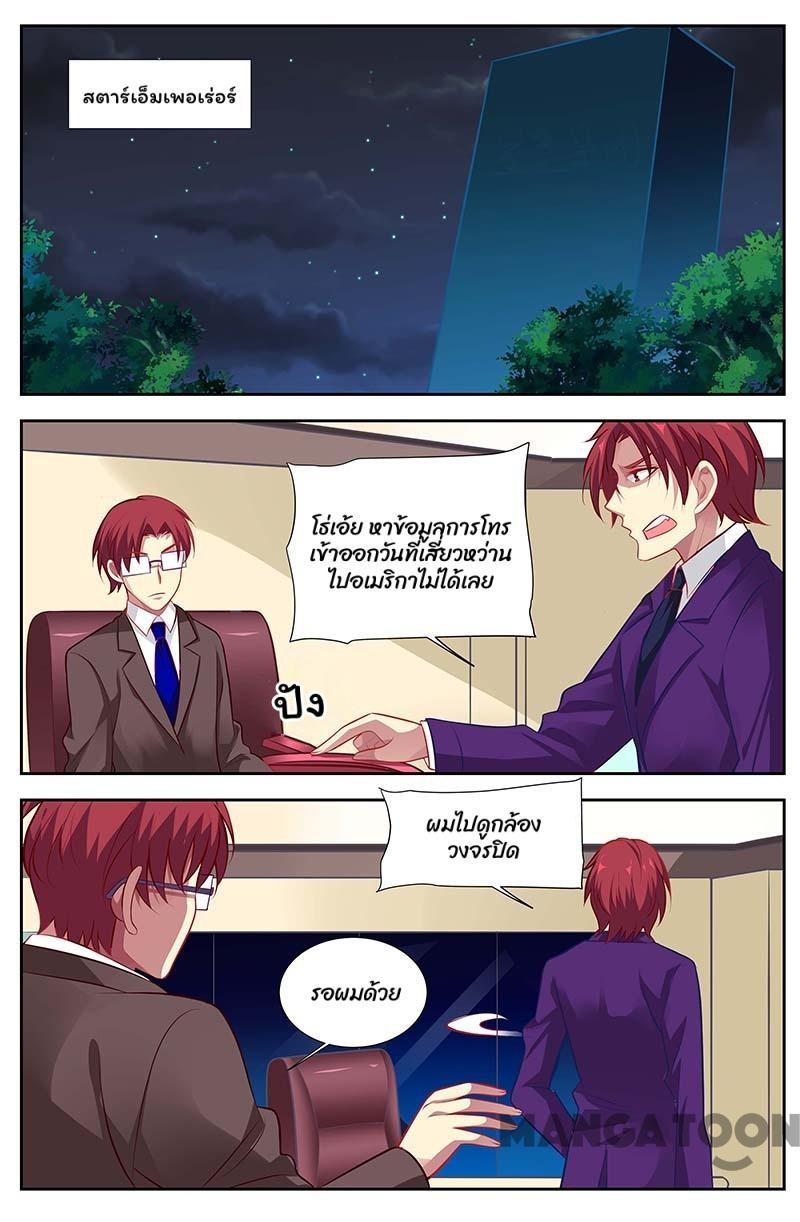 สตาร์เอ็มเพอเร่อร์
โธ่เอ้ย หาข้อมูลการโทร
เข้าออกวันที่เสี่ยวหว่าน
ไปอเมริกาไม่ได้เลย
ปัง
ผมไปดูกล้อง
วงจรปิด
รอผมด้วย
MANGATOON